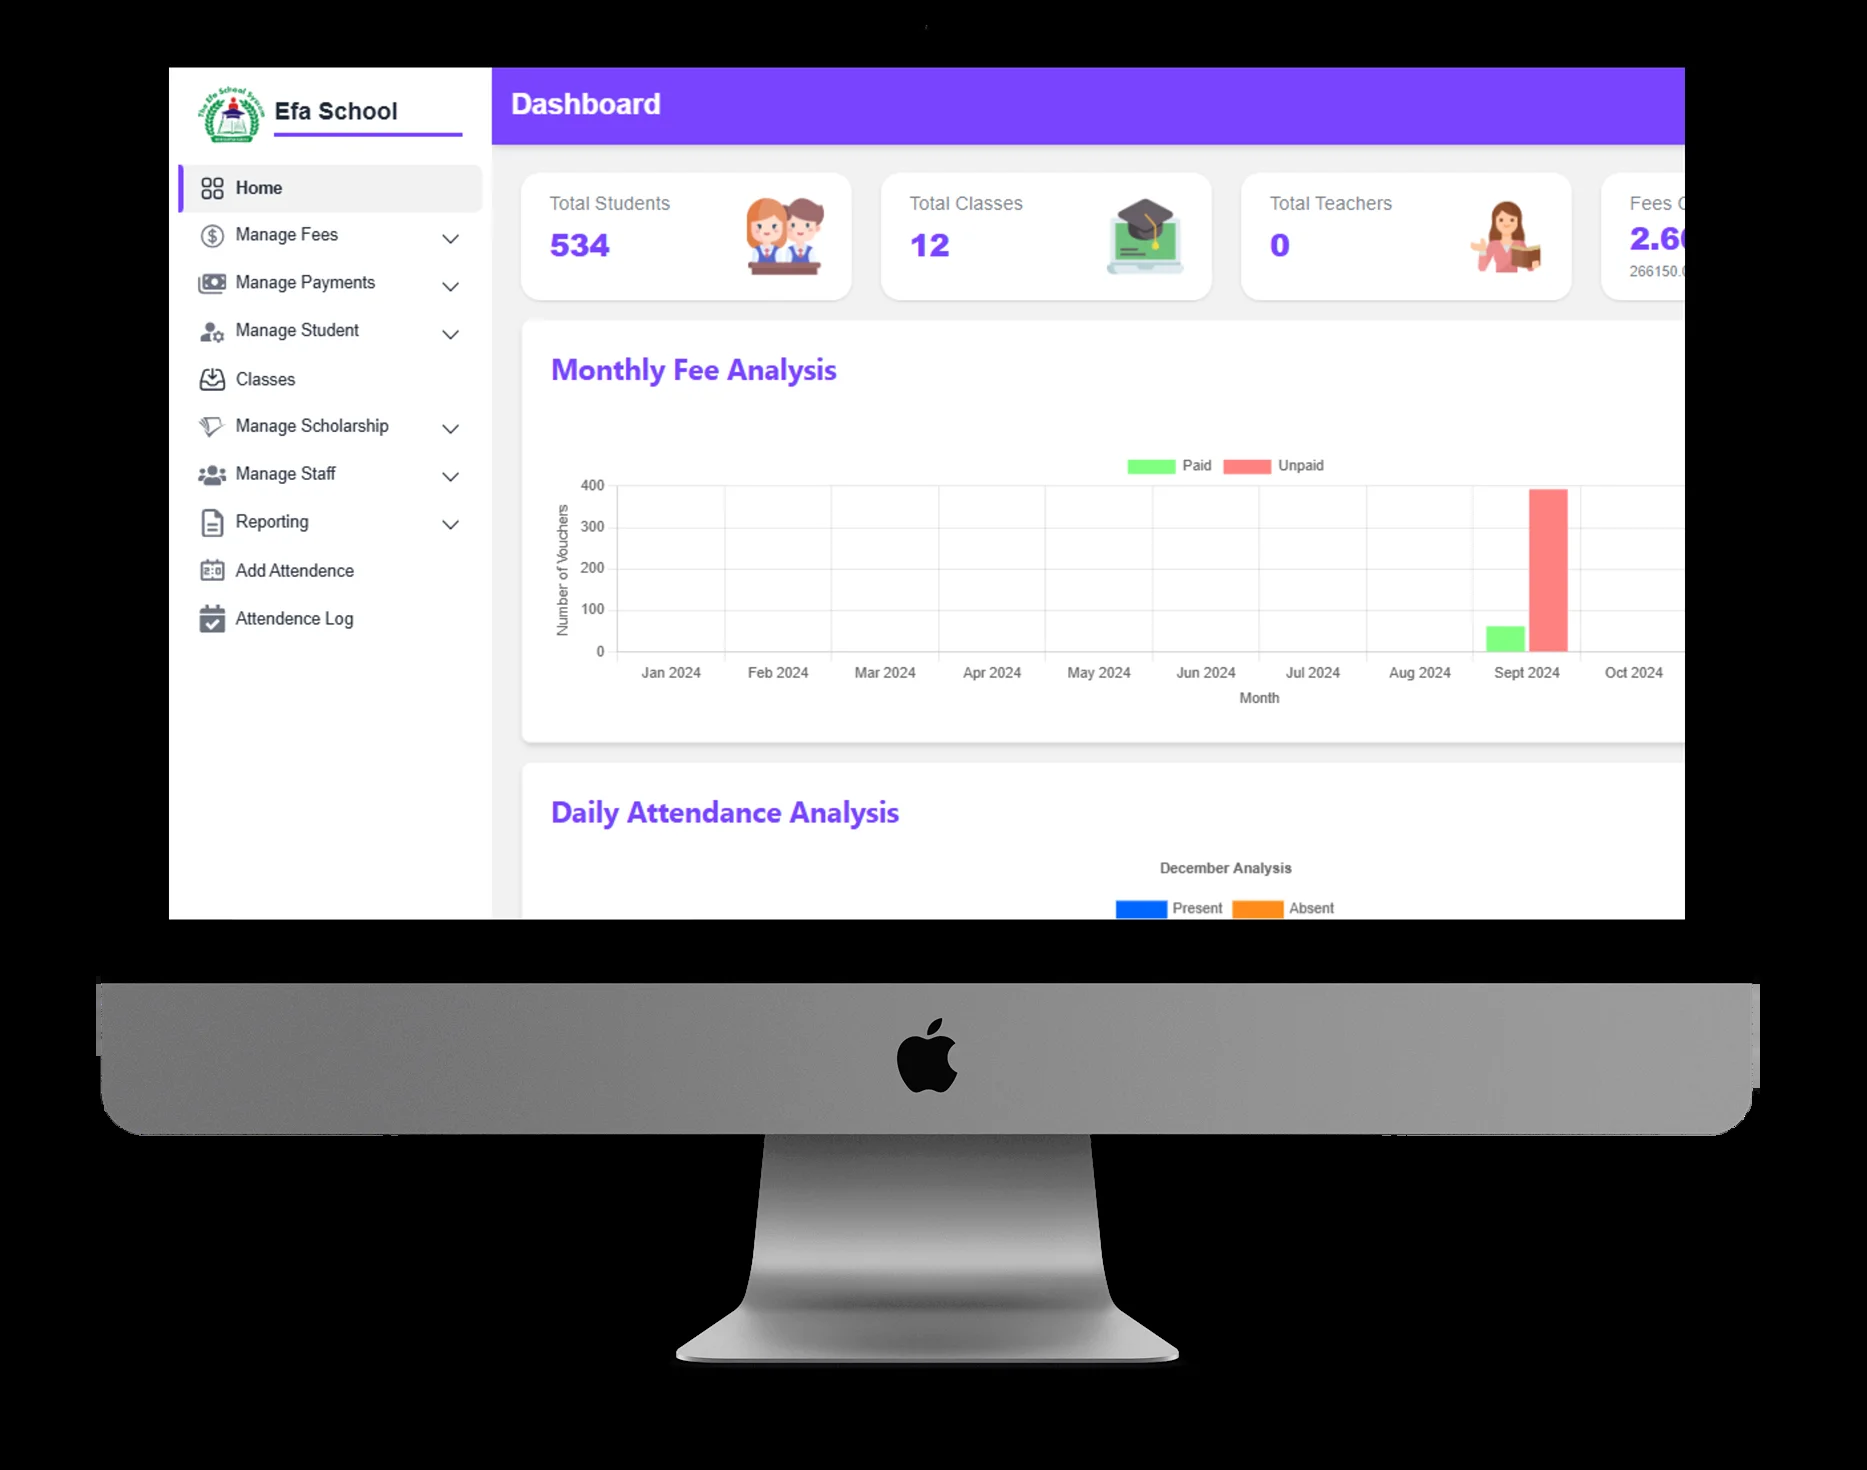 The Efa School System
Efa School
Dashboard
Home
Manage Fees
Manage Payments
Manage Student
Classes
Manage Scholarship
Manage Staff
Reporting
Add Attendence
Attendence Log
Total Students
534
Total Classes
12
Total Teachers
0
Fees
2.6
266150.
Monthly Fee Analysis
Paid Unpaid
400
300
200
100
0
Number of Vouchers
Jan 2024 Feb 2024 Mar 2024 Apr 2024 May 2024 Jun 2024 Jul 2024 Aug 2024 Sept 2024 Oct 2024
Month
Daily Attendance Analysis
December Analysis
Present Absent